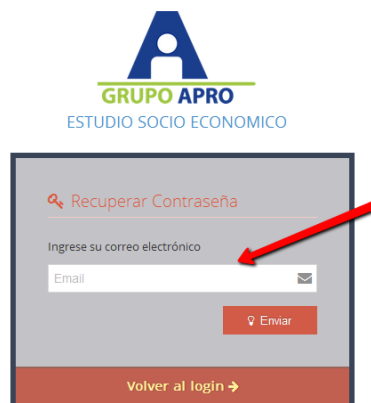 GRUPO APRO
ESTUDIO SOCIO ECONOMICO
Recuperar Contraseña
Ingrese su correo electrónico
Email
Enviar
Volver al login